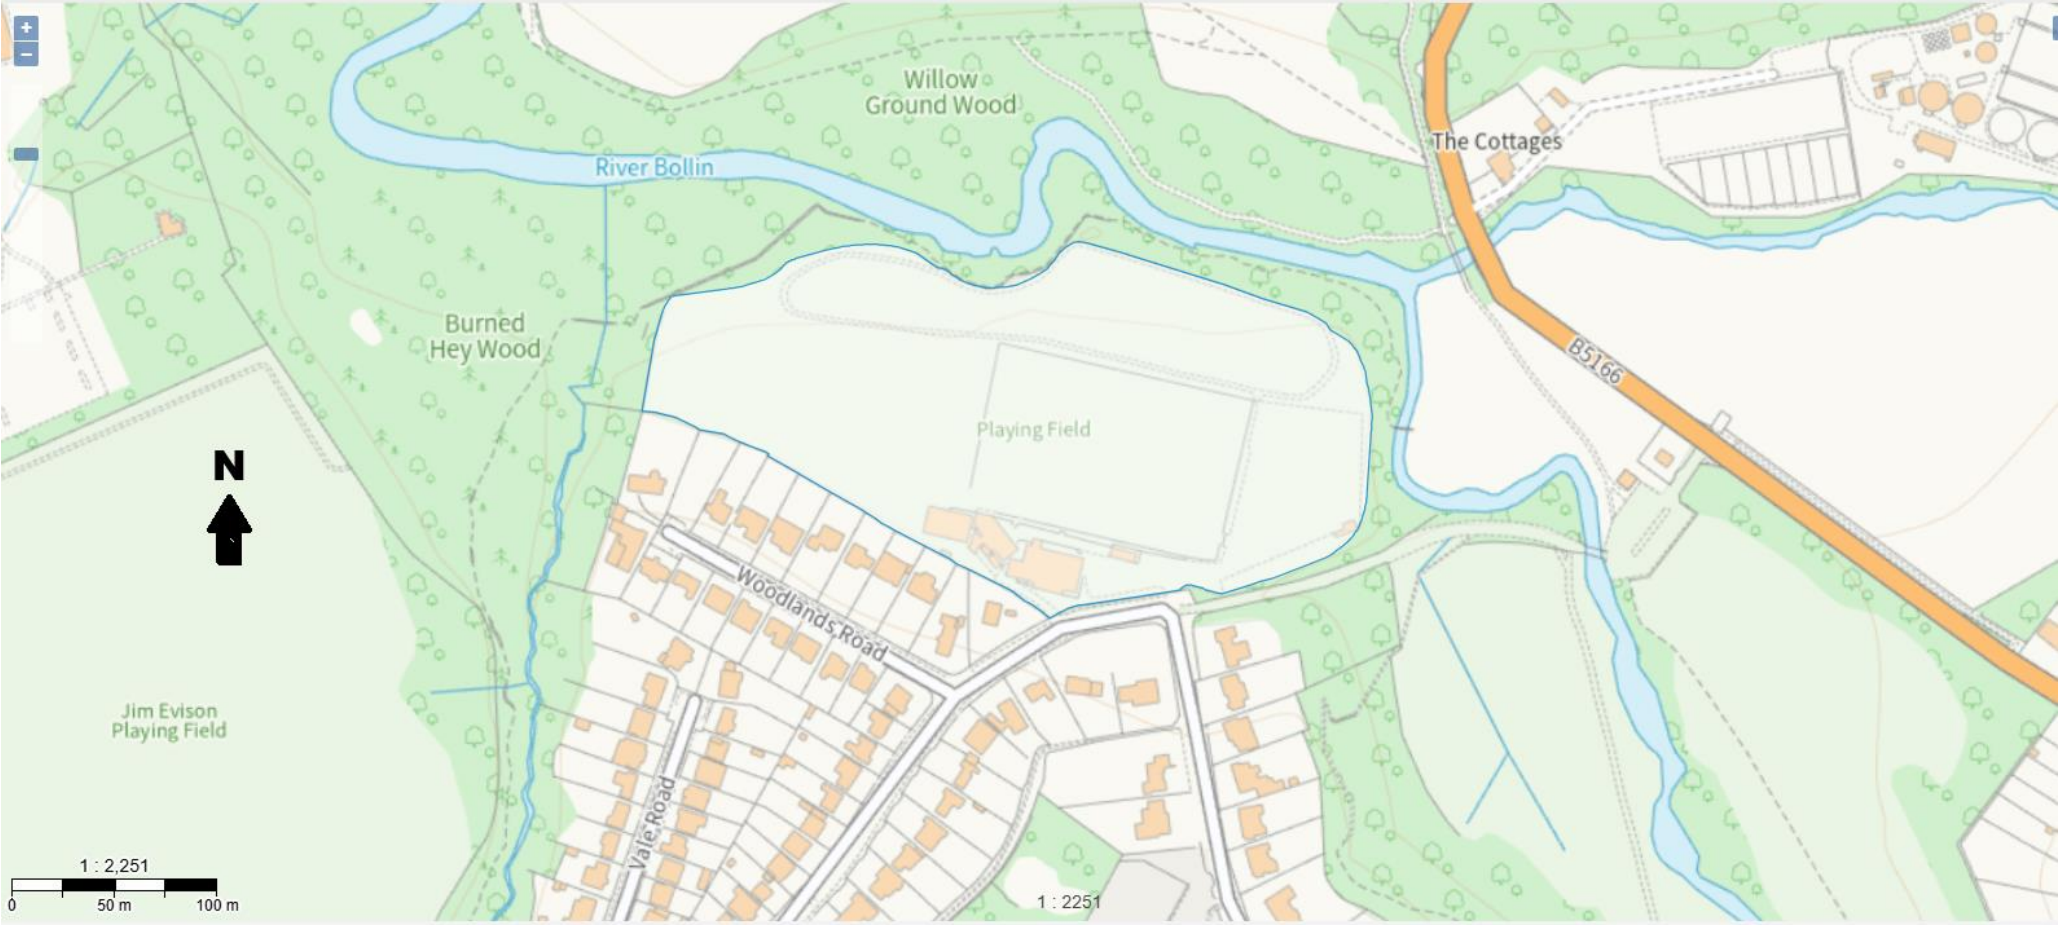 +
−
Willow
Ground Wood
The Cottages
River Bollin
Burned
Hey Wood
B5166
Playing Field
N
Woodlands Road
Jim Evison
Playing Field
Vale Road
1 : 2,251
0 50 m 100 m
1 : 2251